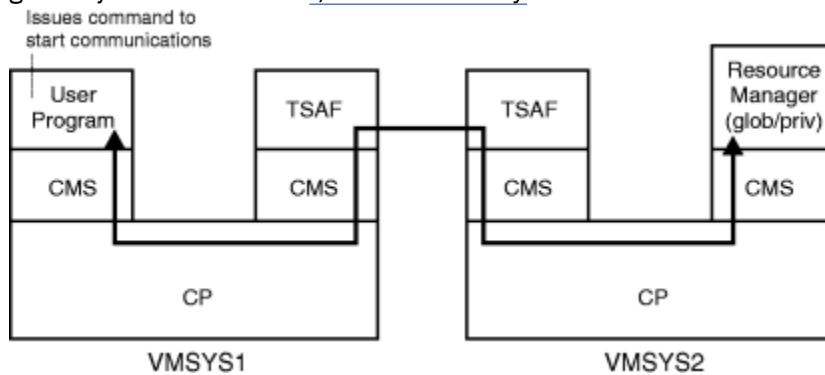 Issues command to
start communications
User
Program
TSAF
TSAF
Resource
Manager
(glob/priv)
CMS
CMS
CMS
CMS
CP
CP
VMSYS1
VMSYS2